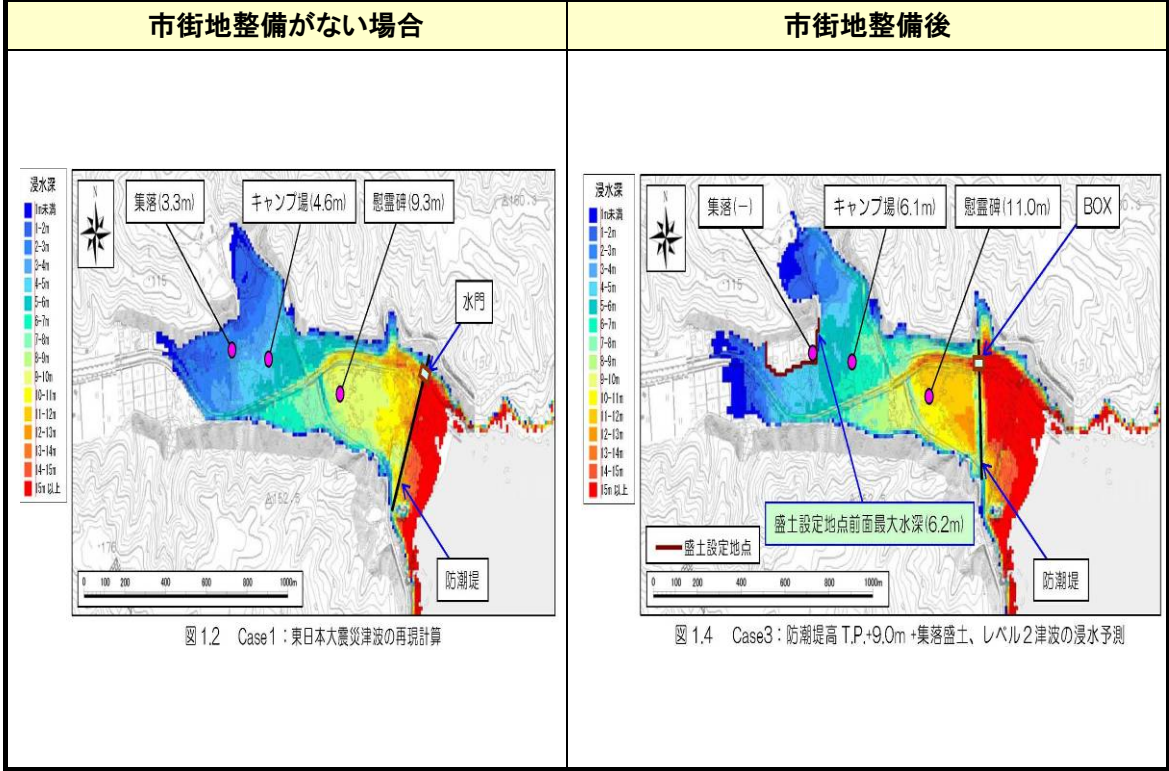 市街地整備がない場合
市街地整備後
浸水深
1m未満
1-2m
2-3m
3-4m
4-5m
5-6m
6-7m
7-8m
8-9m
9-10m
10-11m
11-12m
12-13m
13-14m
14-15m
15m以上
N
集落(3.3m)
キャンプ場(4.6m)
慰霊碑(9.3m)
水門
防潮堤
115
152.5
176
0 100 200 400 600 800 1000m
図1.2 Case1:東日本大震災津波の再現計算
浸水深
1m未満
1-2m
2-3m
3-4m
4-5m
5-6m
6-7m
7-8m
8-9m
9-10m
10-11m
11-12m
12-13m
13-14m
14-15m
15m以上
N
集落(ー)
キャンプ場(6.1m)
慰霊碑(11.0m)
BOX
盛土設定地点前面最大水深(6.2m)
盛土設定地点
防潮堤
115
0 100 200 400 600 800 1000m
図1.4 Case3:防潮堤高 T.P.+9.0m +集落盛土、レベル2津波の浸水予測